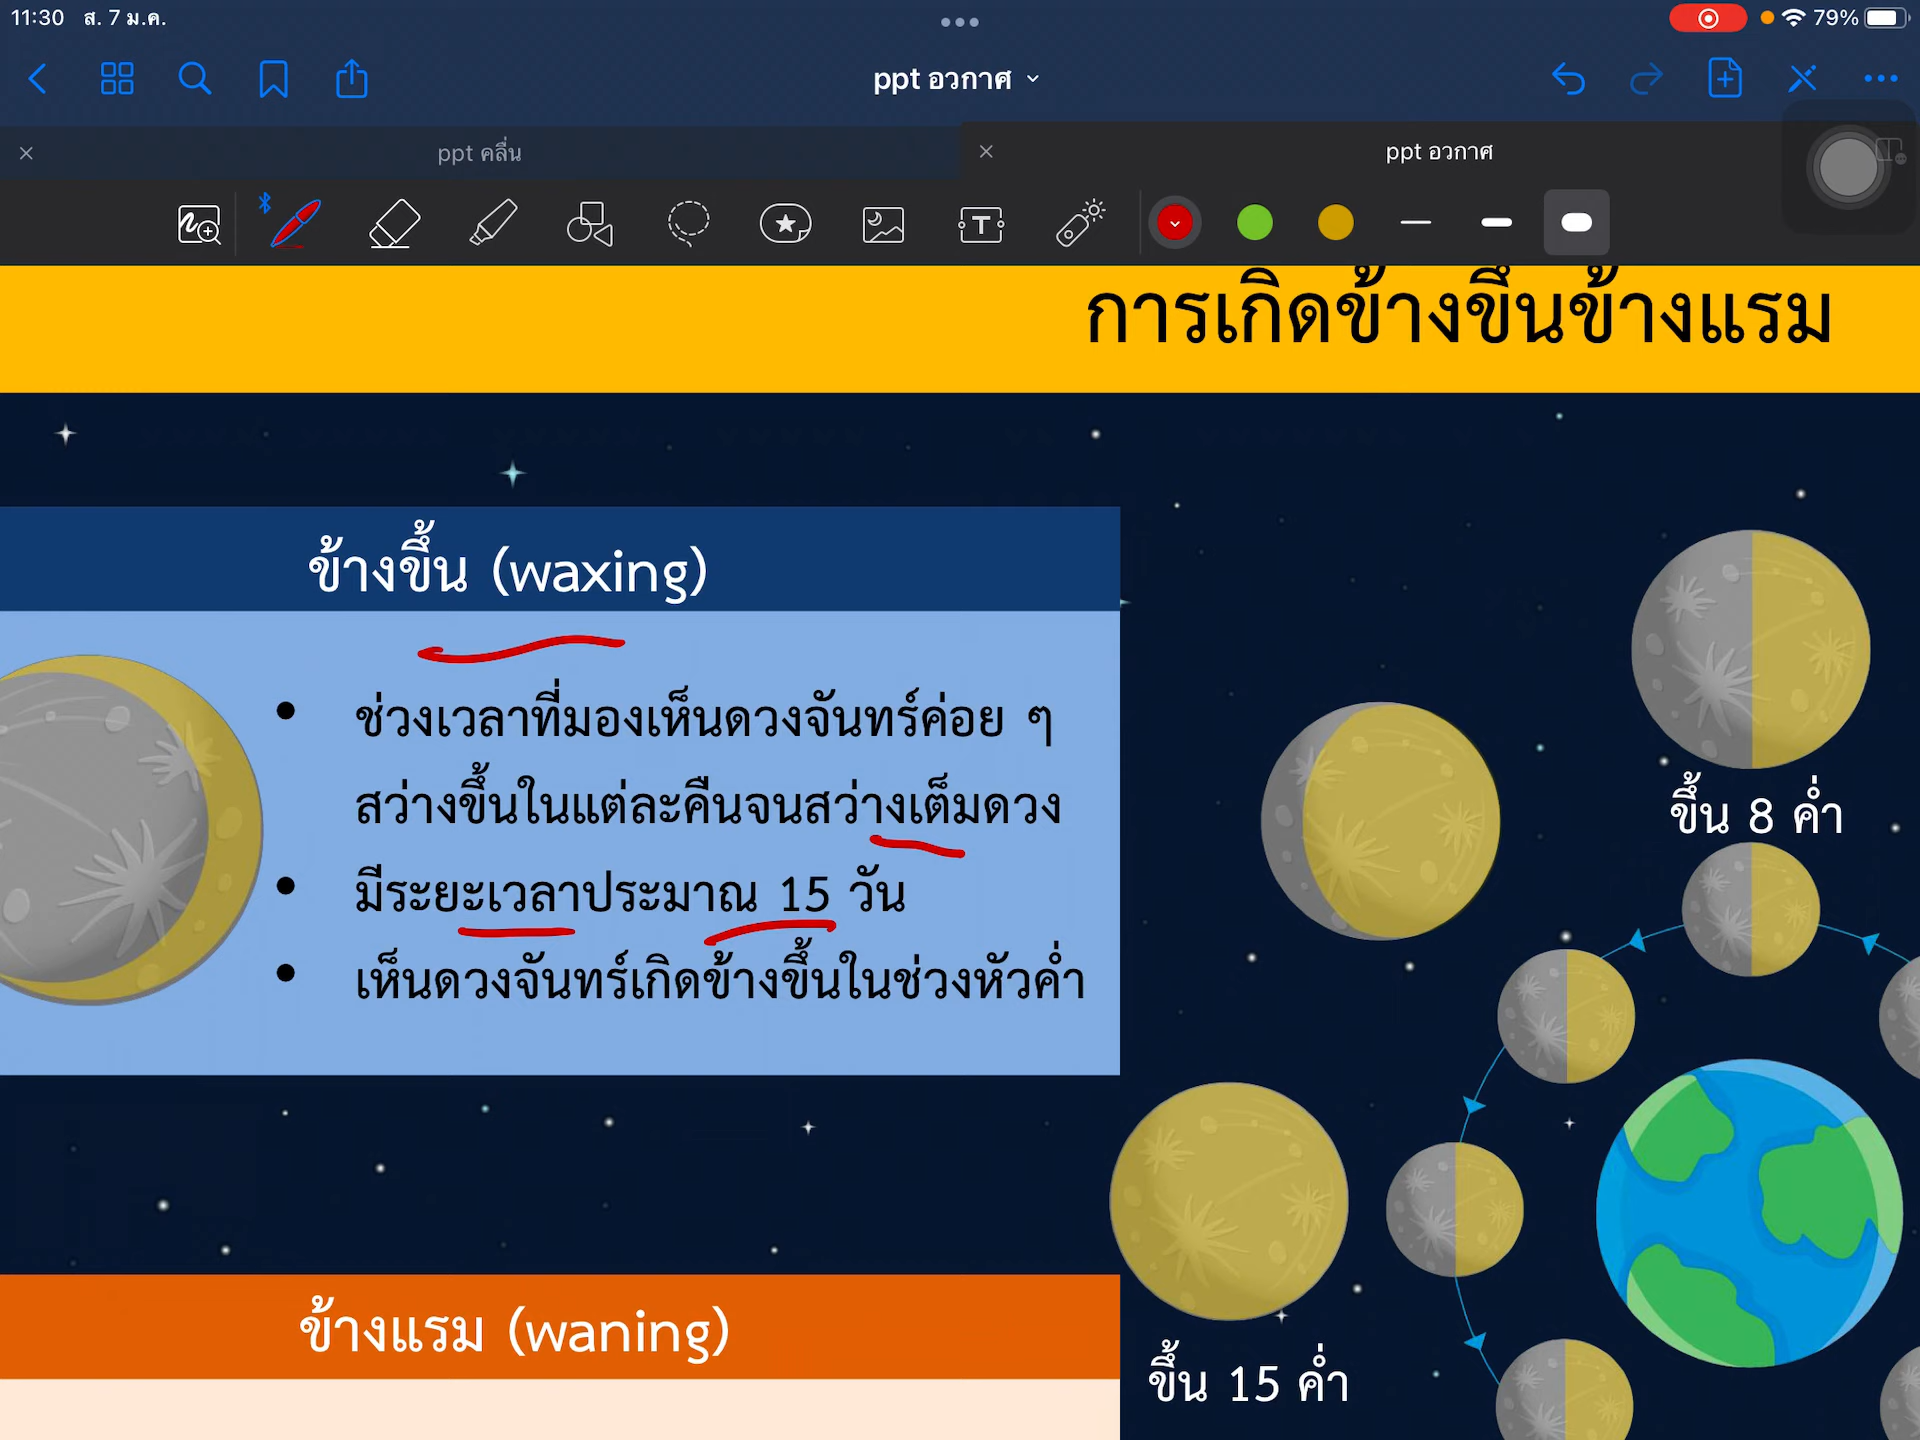 11:30 ส. 7 ม.ค.
79%
ppt อวกาศ
ppt คลื่น
ppt อวกาศ
การเกิดข้างขึ้นข้างแรม
ข้างขึ้น (waxing)
• ช่วงเวลาที่มองเห็นดวงจันทร์ค่อย ๆ
สว่างขึ้นในแต่ละคืนจนสว่างเต็มดวง
• มีระยะเวลาประมาณ 15 วัน
• เห็นดวงจันทร์เกิดข้างขึ้นในช่วงหัวค่ำ
ขึ้น 8 ค่ำ
ข้างแรม (waning)
ขึ้น 15 ค่ำ